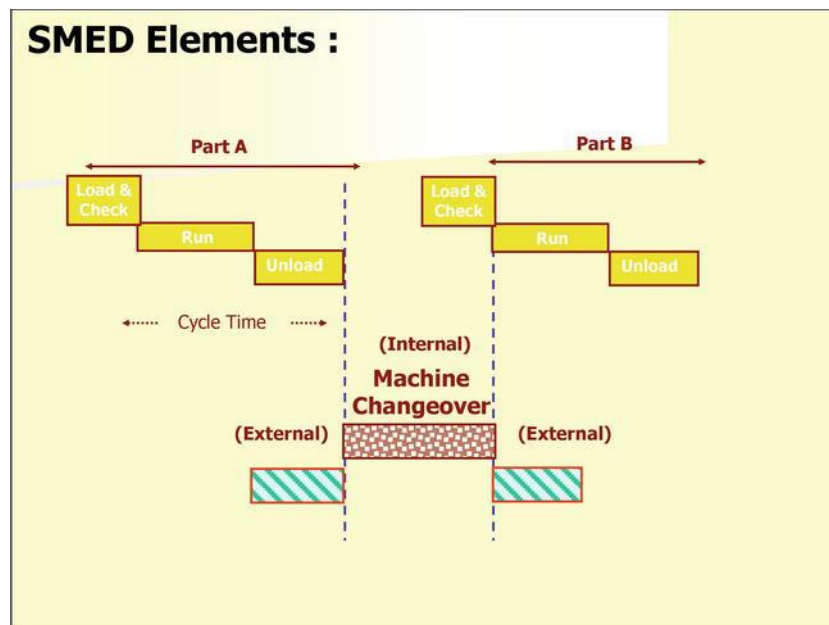 SMED Elements :
Part A
Part B
Load &
Check
Load &
Check
Run
Run
Unload
Unload
Cycle Time
(Internal)
Machine
Changeover
(External)
(External)